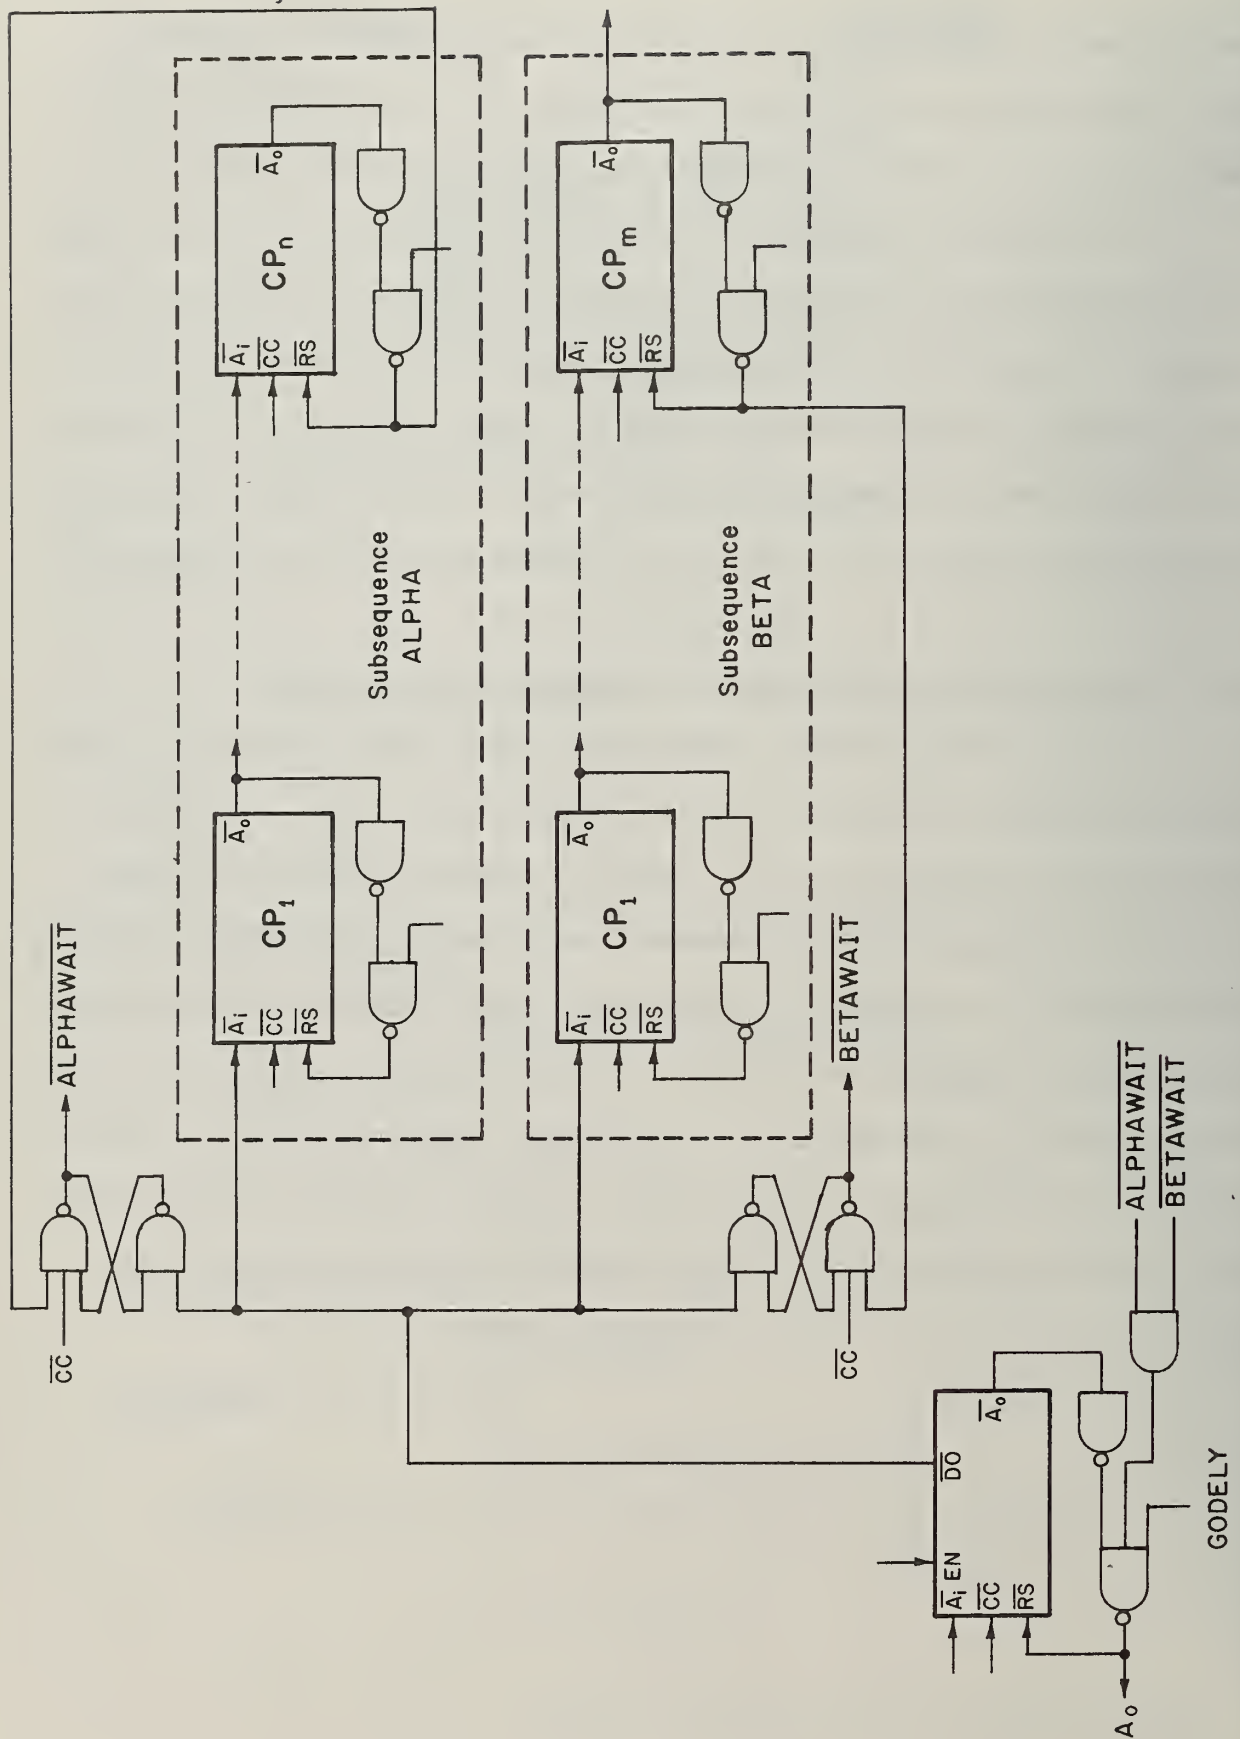 CC
ALPHAWAIT
Ai
CC
RS
CP1
Ao
Subsequence
ALPHA
Ai
CC
RS
CPn
Ao
Ai
CC
RS
CP1
Ao
Subsequence
BETA
Ai
CC
RS
CPm
Ao
CC
BETAWAIT
EN
DO
Ai
CC
RS
Ao
Ao
ALPHAWAIT
BETAWAIT
GODELY